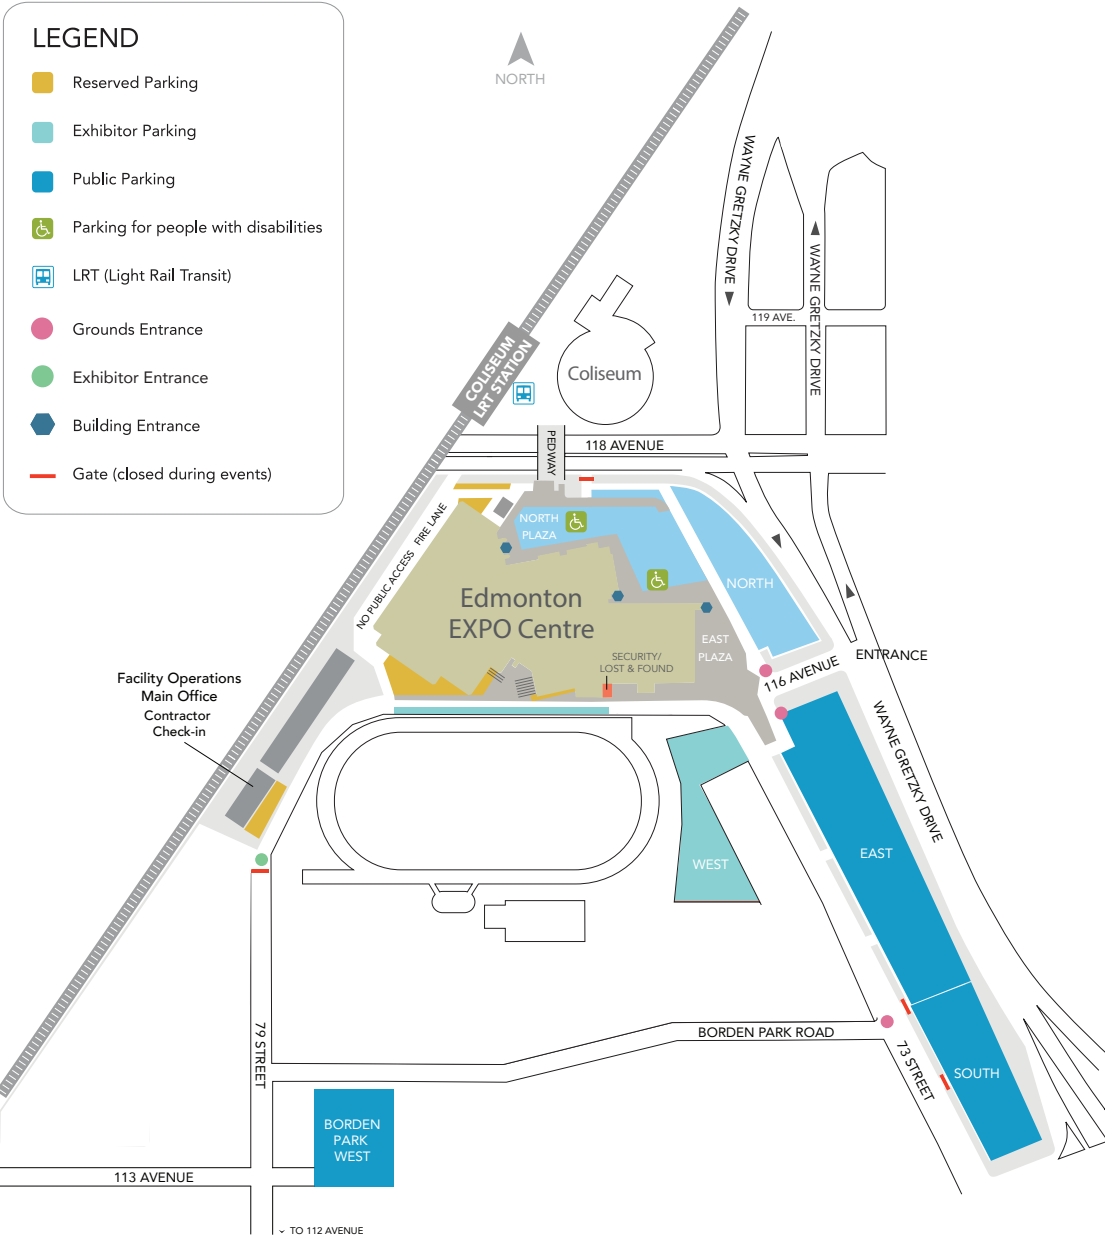 LEGEND
Reserved Parking
Exhibitor Parking
Public Parking
Parking for people with disabilities
LRT (Light Rail Transit)
Grounds Entrance
Exhibitor Entrance
Building Entrance
Gate (closed during events)
NORTH
WAYNE GRETZKY DRIVE
WAYNE GRETZKY DRIVE
119 AVE.
COLISEUM
LRT STATION
Coliseum
PEDWAY
118 AVENUE
NO PUBLIC ACCESS FIRE LANE
NORTH
PLAZA
NORTH
Edmonton
EXPO Centre
EAST
PLAZA
SECURITY/
LOST & FOUND
ENTRANCE
116 AVENUE
Facility Operations
Main Office
Contractor
Check-in
WAYNE GRETZKY DRIVE
EAST
WEST
79 STREET
BORDEN PARK ROAD
73 STREET
SOUTH
BORDEN
PARK
WEST
113 AVENUE
TO 112 AVENUE